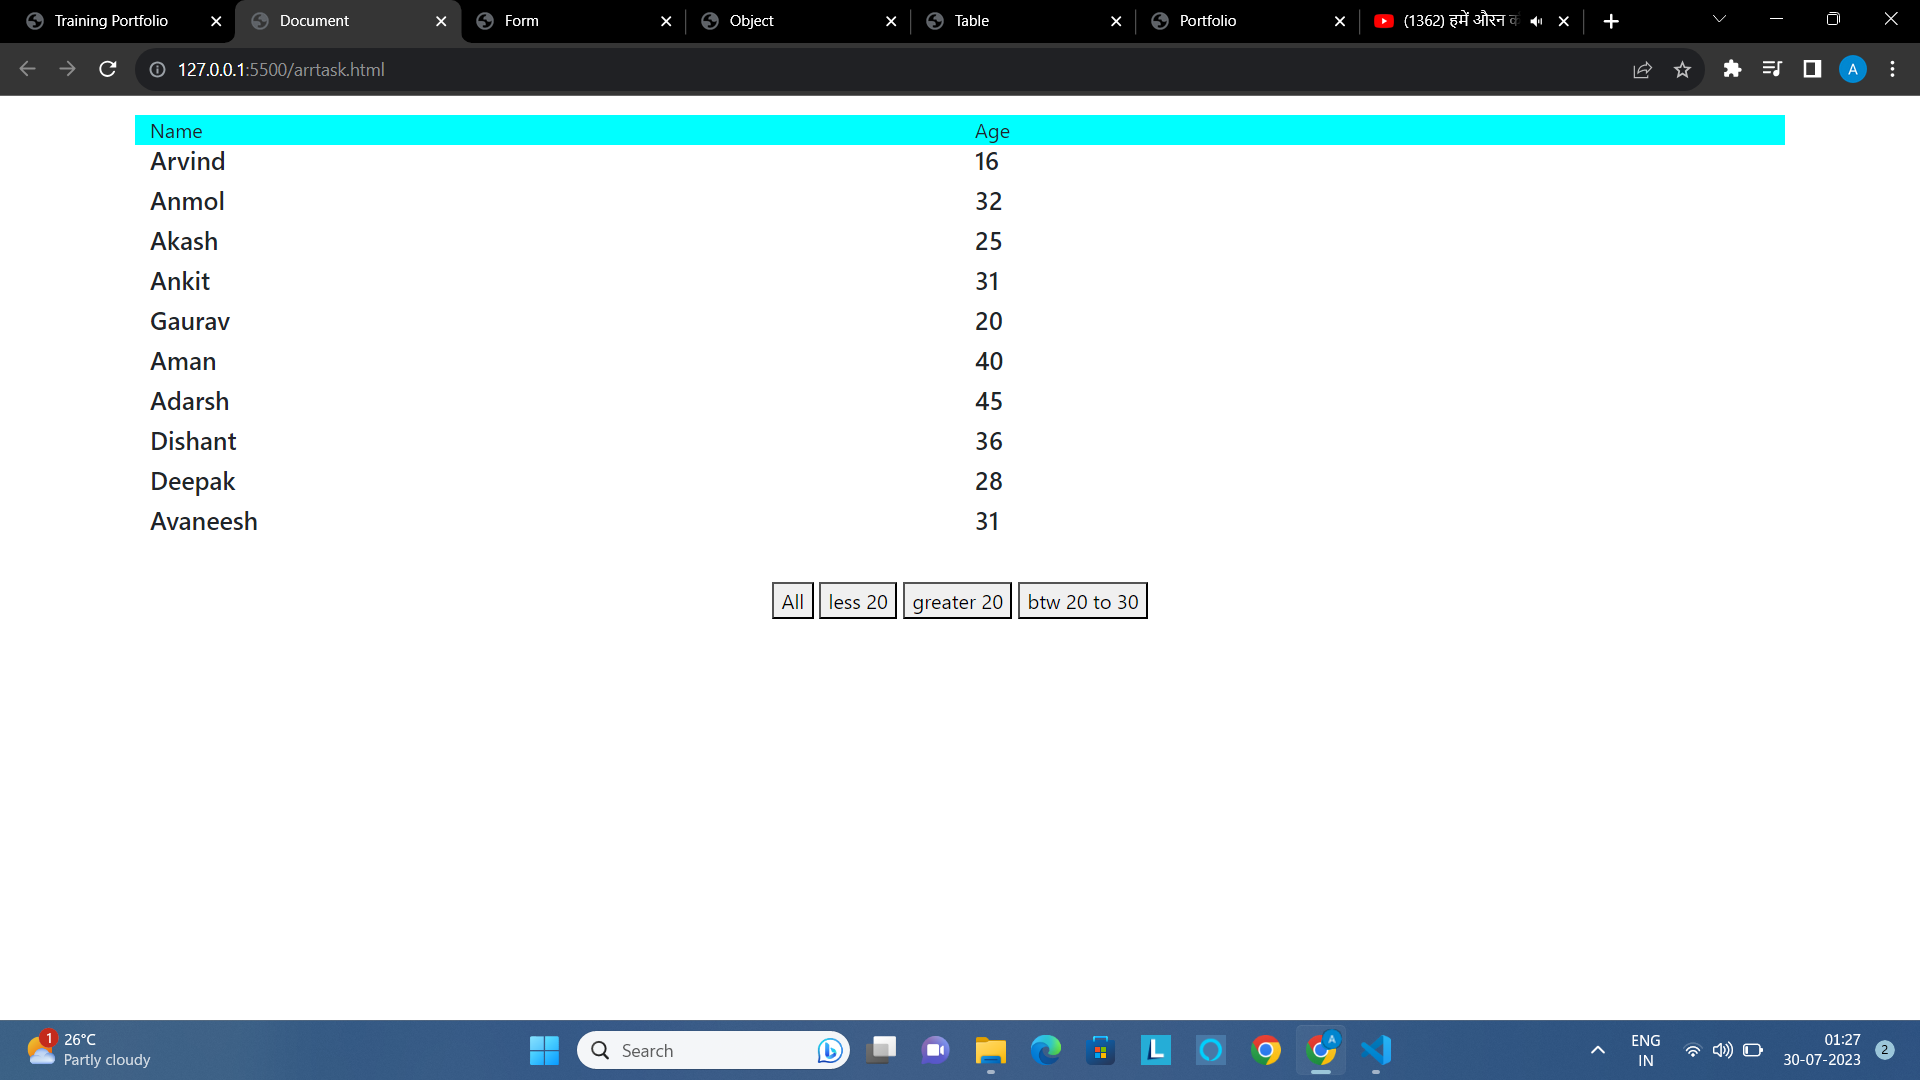 Training Portfolio
Document
Form
Object
Table
Portfolio
(1362) हमें औरन
127.0.0.1:5500/arrtask.html
A
Name Age
Arvind 16
Anmol 32
Akash 25
Ankit 31
Gaurav 20
Aman 40
Adarsh 45
Dishant 36
Deepak 28
Avaneesh 31
All less 20 greater 20 btw 20 to 30
1
26°C
Partly cloudy
Search
L
A
ENG
IN
01:27
30-07-2023
2